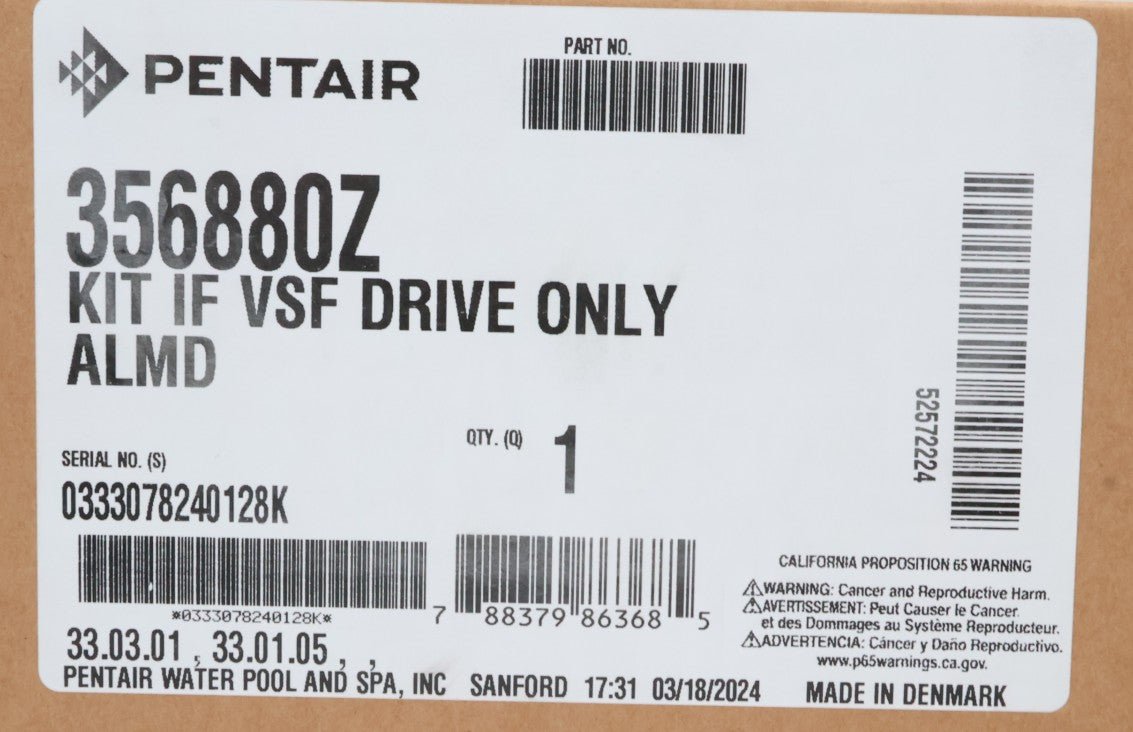 PENTAIR
PART NO.
356880Z
KIT IF VSF DRIVE ONLY
ALMD
QTY. (Q) 1
SERIAL NO. (S)
0333078240128K
*0333078240128K*
7 88379 86368 5
33.03.01 , 33.01.05 , ,
PENTAIR WATER POOL AND SPA, INC SANFORD 17:31 03/18/2024
52572224
CALIFORNIA PROPOSITION 65 WARNING
⚠WARNING: Cancer and Reproductive Harm.
⚠AVERTISSEMENT: Peut Causer le Cancer.
et des Dommages au Système Reproducteur.
⚠ADVERTENCIA: Cáncer y Daño Reproductivo.
www.p65warnings.ca.gov.
MADE IN DENMARK